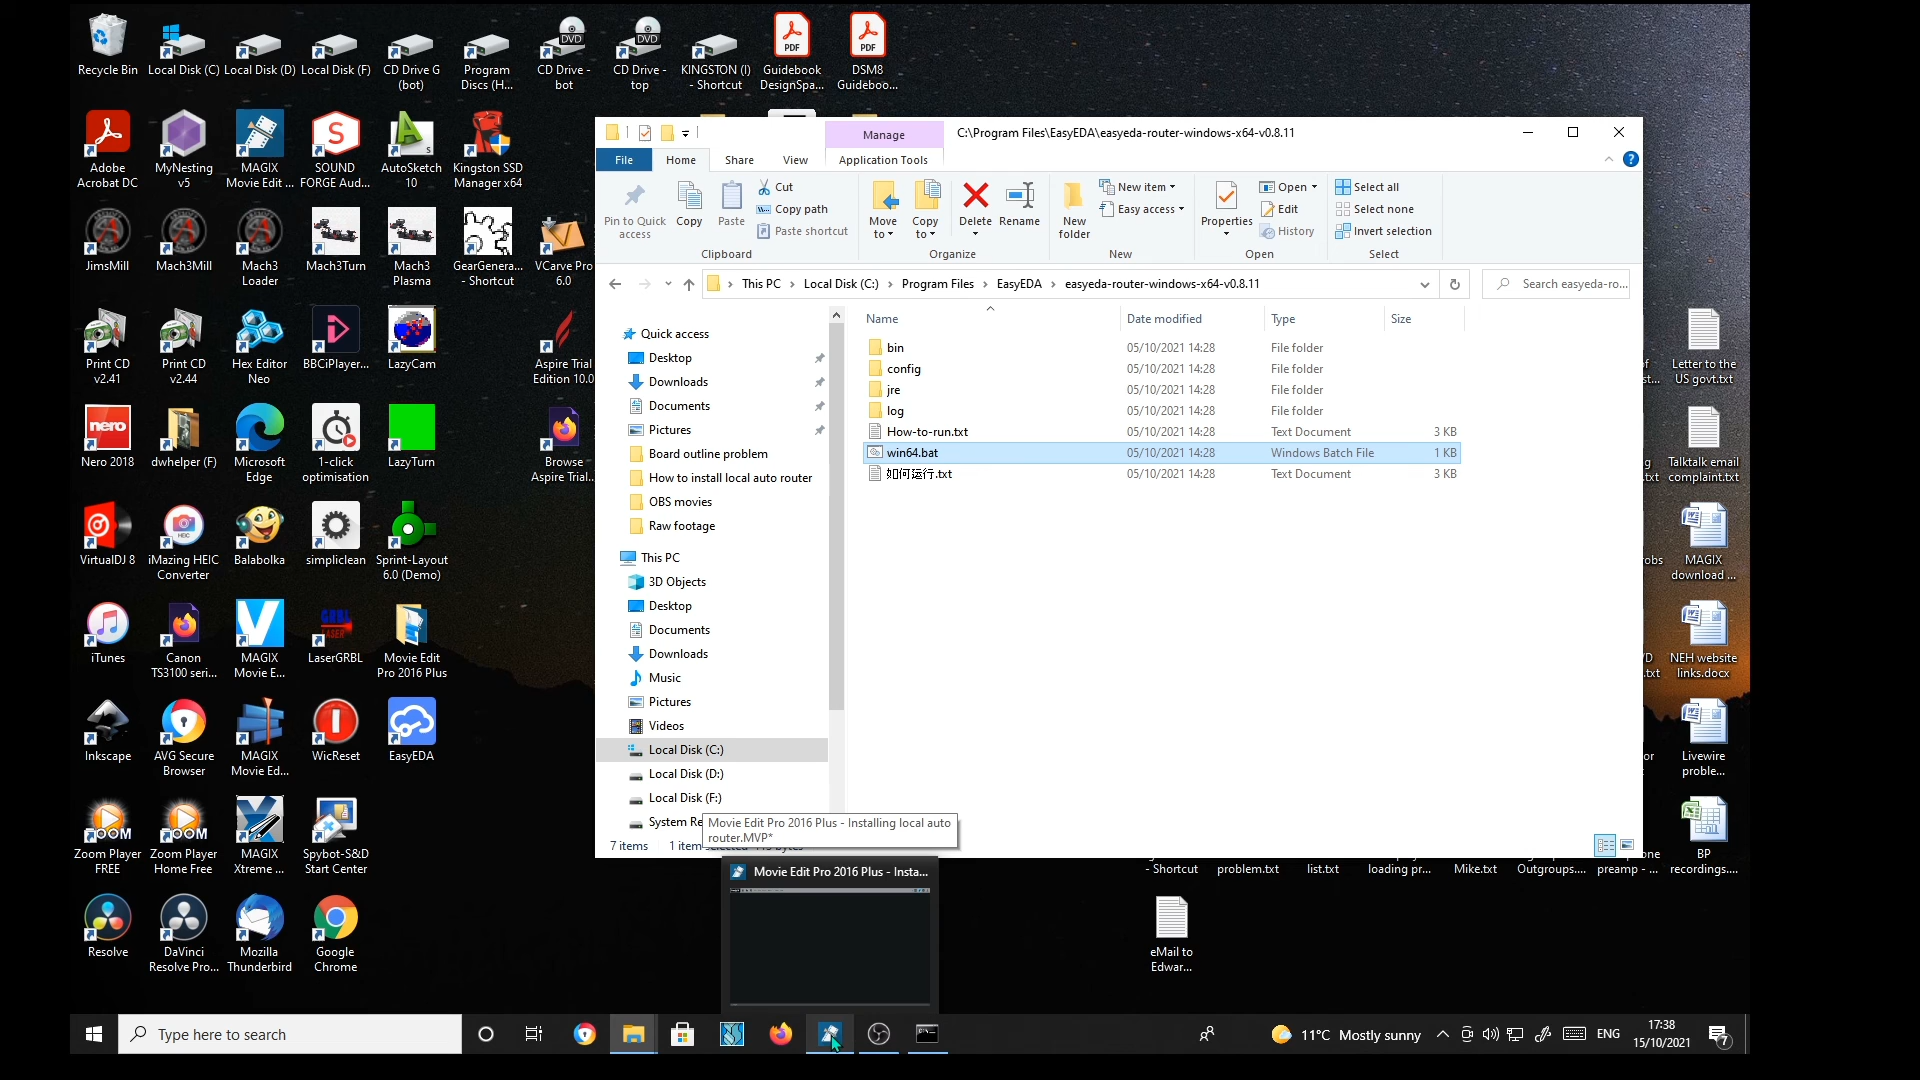 Recycle Bin
Local Disk (C)
Local Disk (D)
Local Disk (F)
CD Drive G
(bot)
Program
Discs (H...
CD Drive -
bot
CD Drive -
top
KINGSTON (I)
- Shortcut
Guidebook
DesignSpa...
DSM8
Guideboo...
DVD
DVD
PDF
PDF
Adobe
Acrobat DC
MyNesting
v5
MAGIX
Movie Edit ...
SOUND
FORGE Aud...
AutoSketch
10
Kingston SSD
Manager x64
JimsMill
Mach3Mill
Mach3
Loader
Mach3Turn
Mach3
Plasma
GearGenera...
- Shortcut
VCarve Pro
6.0
Print CD
v2.41
Print CD
v2.44
Hex Editor
Neo
BBCiPlayer...
LazyCam
Aspire Trial
Edition 10.0
nero
Nero 2018
dwhelper (F)
Microsoft
Edge
1-click
optimisation
LazyTurn
Browse
Aspire Trial...
VirtualDJ 8
HEIC
iMazing HEIC
Converter
Balabolka
simpliclean
Sprint-Layout
6.0 (Demo)
iTunes
Canon
TS3100 seri...
MAGIX
Movie E...
GRBL
LASER
LaserGRBL
Movie Edit
Pro 2016 Plus
Inkscape
AVG Secure
Browser
MAGIX
Movie Ed...
WicReset
EasyEDA
ZOOM
Zoom Player
FREE
ZOOM
Zoom Player
Home Free
MAGIX
Xtreme ...
Spybot-S&D
Start Center
Resolve
DaVinci
Resolve Pro...
Mozilla
Thunderbird
Google
Chrome
Manage
C:\Program Files\EasyEDA\easyeda-router-windows-x64-v0.8.11
File
Home
Share
View
Application Tools
Pin to Quick
access
Copy
Paste
Cut
Copy path
Paste shortcut
Clipboard
Move
to
Copy
to
Delete
Rename
Organize
New
folder
New item
Easy access
New
Properties
Open
Edit
History
Open
Select all
Select none
Invert selection
Select
This PC > Local Disk (C:) > Program Files > EasyEDA > easyeda-router-windows-x64-v0.8.11
Search easyeda-ro...
Quick access
Desktop
Downloads
Documents
Pictures
Board outline problem
How to install local auto router
OBS movies
Raw footage
This PC
3D Objects
Desktop
Documents
Downloads
Music
Pictures
Videos
Local Disk (C:)
Local Disk (D:)
Local Disk (F:)
System Re
Name Date modified Type Size
bin 05/10/2021 14:28 File folder
config 05/10/2021 14:28 File folder
jre 05/10/2021 14:28 File folder
log 05/10/2021 14:28 File folder
How-to-run.txt 05/10/2021 14:28 Text Document 3 KB
win64.bat 05/10/2021 14:28 Windows Batch File 1 KB
如何运行.txt 05/10/2021 14:28 Text Document 3 KB
Movie Edit Pro 2016 Plus - Installing local auto
router.MVP*
7 items
Movie Edit Pro 2016 Plus - Insta...
Letter to the
US govt.txt
Talktalk email
complaint.txt
MAGIX
download ...
NEH website
links.docx
Livewire
proble...
BP
recordings....
- Shortcut
problem.txt
list.txt
loading pr...
Mike.txt
Outgroups....
preamp - ...
eMail to
Edwar...
Type here to search
11°C Mostly sunny
ENG
17:38
15/10/2021
7